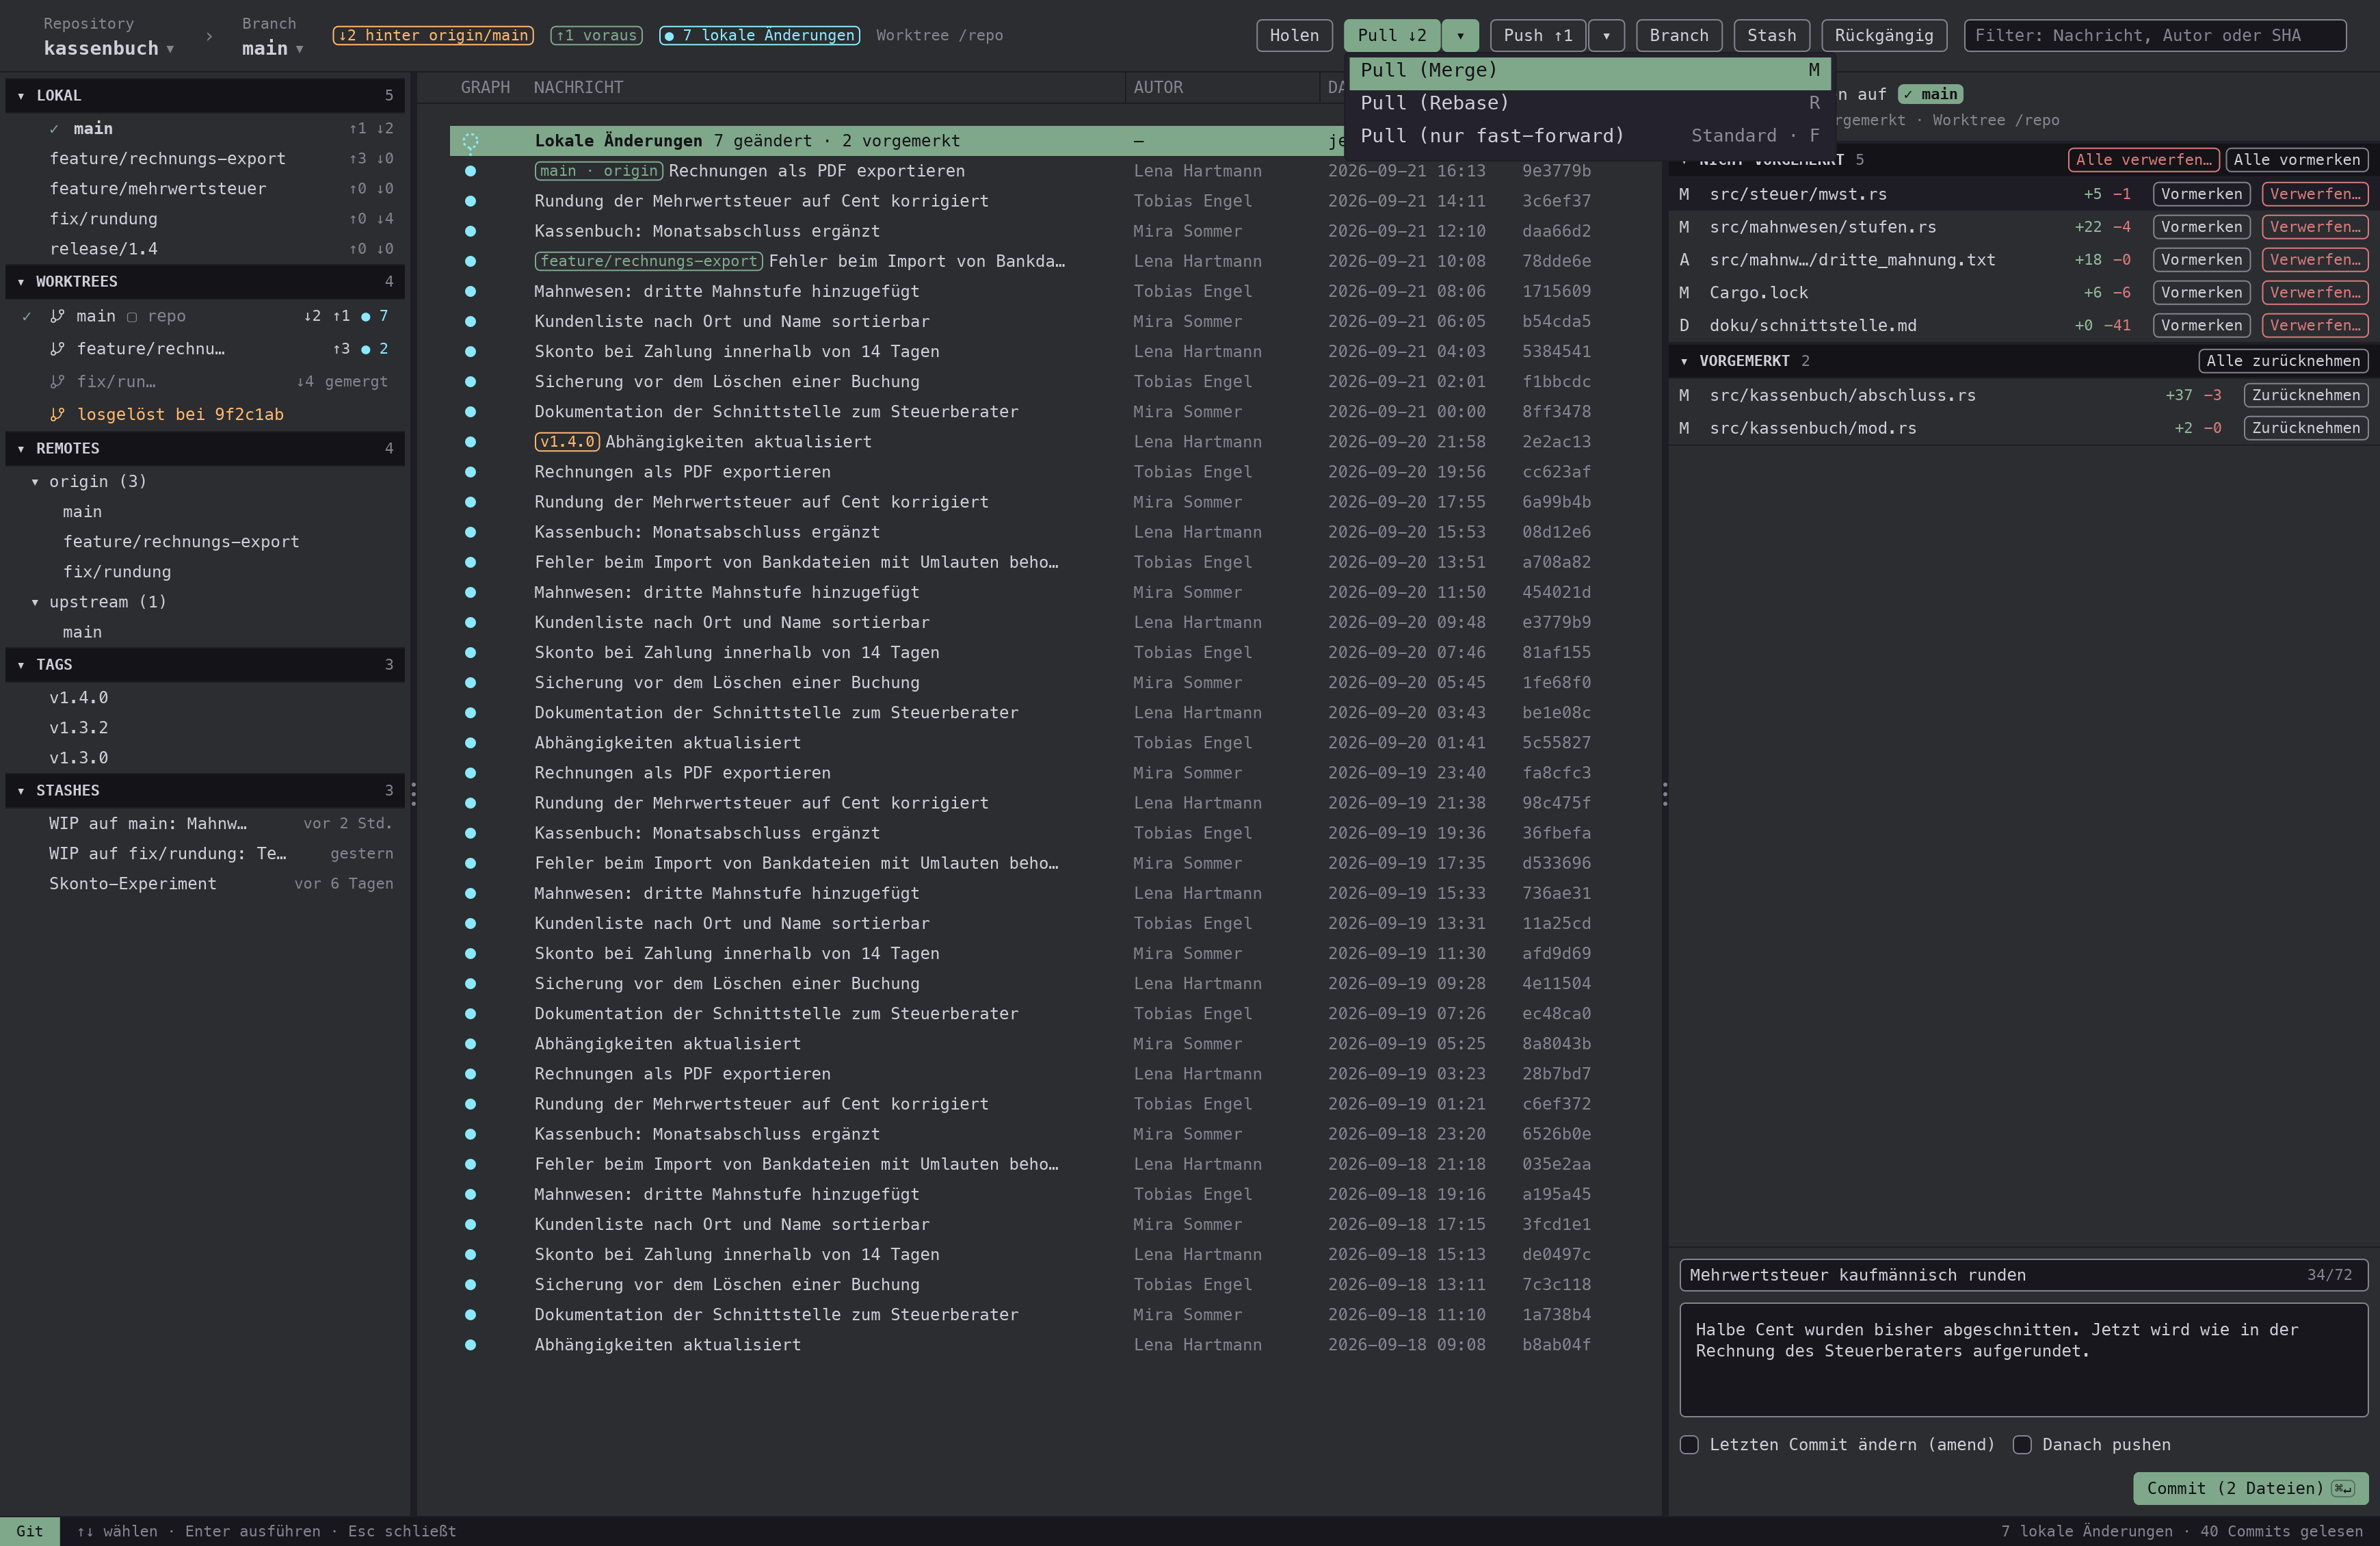 Repository
kassenbuch ▾
›
Branch
main ▾
↓2 hinter origin/main ↑1 voraus ● 7 lokale Änderungen Worktree /repo
Holen Pull ↓2 ▾ Push ↑1 ▾ Branch Stash Rückgängig Filter: Nachricht, Autor oder SHA
Pull (Merge) M
Pull (Rebase) R
Pull (nur fast-forward) Standard · F
▾ LOKAL 5
✓ main ↑1 ↓2
feature/rechnungs-export ↑3 ↓0
feature/mehrwertsteuer ↑0 ↓0
fix/rundung ↑0 ↓4
release/1.4 ↑0 ↓0
▾ WORKTREES 4
✓ main ▢ repo ↓2 ↑1 ● 7
feature/rechnu… ↑3 ● 2
fix/run… ↓4 gemergt
losgelöst bei 9f2c1ab
▾ REMOTES 4
▾ origin (3)
main
feature/rechnungs-export
fix/rundung
▾ upstream (1)
main
▾ TAGS 3
v1.4.0
v1.3.2
v1.3.0
▾ STASHES 3
WIP auf main: Mahnw… vor 2 Std.
WIP auf fix/rundung: Te… gestern
Skonto-Experiment vor 6 Tagen
GRAPH NACHRICHT AUTOR
Lokale Änderungen 7 geändert · 2 vorgemerkt —
main · origin Rechnungen als PDF exportieren Lena Hartmann 2026-09-21 16:13 9e3779b
Rundung der Mehrwertsteuer auf Cent korrigiert Tobias Engel 2026-09-21 14:11 3c6ef37
Kassenbuch: Monatsabschluss ergänzt Mira Sommer 2026-09-21 12:10 daa66d2
feature/rechnungs-export Fehler beim Import von Bankda… Lena Hartmann 2026-09-21 10:08 78dde6e
Mahnwesen: dritte Mahnstufe hinzugefügt Tobias Engel 2026-09-21 08:06 1715609
Kundenliste nach Ort und Name sortierbar Mira Sommer 2026-09-21 06:05 b54cda5
Skonto bei Zahlung innerhalb von 14 Tagen Lena Hartmann 2026-09-21 04:03 5384541
Sicherung vor dem Löschen einer Buchung Tobias Engel 2026-09-21 02:01 f1bbcdc
Dokumentation der Schnittstelle zum Steuerberater Mira Sommer 2026-09-21 00:00 8ff3478
v1.4.0 Abhängigkeiten aktualisiert Lena Hartmann 2026-09-20 21:58 2e2ac13
Rechnungen als PDF exportieren Tobias Engel 2026-09-20 19:56 cc623af
Rundung der Mehrwertsteuer auf Cent korrigiert Mira Sommer 2026-09-20 17:55 6a99b4b
Kassenbuch: Monatsabschluss ergänzt Lena Hartmann 2026-09-20 15:53 08d12e6
Fehler beim Import von Bankdateien mit Umlauten beho… Tobias Engel 2026-09-20 13:51 a708a82
Mahnwesen: dritte Mahnstufe hinzugefügt Mira Sommer 2026-09-20 11:50 454021d
Kundenliste nach Ort und Name sortierbar Lena Hartmann 2026-09-20 09:48 e3779b9
Skonto bei Zahlung innerhalb von 14 Tagen Tobias Engel 2026-09-20 07:46 81af155
Sicherung vor dem Löschen einer Buchung Mira Sommer 2026-09-20 05:45 1fe68f0
Dokumentation der Schnittstelle zum Steuerberater Lena Hartmann 2026-09-20 03:43 be1e08c
Abhängigkeiten aktualisiert Tobias Engel 2026-09-20 01:41 5c55827
Rechnungen als PDF exportieren Mira Sommer 2026-09-19 23:40 fa8cfc3
Rundung der Mehrwertsteuer auf Cent korrigiert Lena Hartmann 2026-09-19 21:38 98c475f
Kassenbuch: Monatsabschluss ergänzt Tobias Engel 2026-09-19 19:36 36fbefa
Fehler beim Import von Bankdateien mit Umlauten beho… Mira Sommer 2026-09-19 17:35 d533696
Mahnwesen: dritte Mahnstufe hinzugefügt Lena Hartmann 2026-09-19 15:33 736ae31
Kundenliste nach Ort und Name sortierbar Tobias Engel 2026-09-19 13:31 11a25cd
Skonto bei Zahlung innerhalb von 14 Tagen Mira Sommer 2026-09-19 11:30 afd9d69
Sicherung vor dem Löschen einer Buchung Lena Hartmann 2026-09-19 09:28 4e11504
Dokumentation der Schnittstelle zum Steuerberater Tobias Engel 2026-09-19 07:26 ec48ca0
Abhängigkeiten aktualisiert Mira Sommer 2026-09-19 05:25 8a8043b
Rechnungen als PDF exportieren Lena Hartmann 2026-09-19 03:23 28b7bd7
Rundung der Mehrwertsteuer auf Cent korrigiert Tobias Engel 2026-09-19 01:21 c6ef372
Kassenbuch: Monatsabschluss ergänzt Mira Sommer 2026-09-18 23:20 6526b0e
Fehler beim Import von Bankdateien mit Umlauten beho… Lena Hartmann 2026-09-18 21:18 035e2aa
Mahnwesen: dritte Mahnstufe hinzugefügt Tobias Engel 2026-09-18 19:16 a195a45
Kundenliste nach Ort und Name sortierbar Mira Sommer 2026-09-18 17:15 3fcd1e1
Skonto bei Zahlung innerhalb von 14 Tagen Lena Hartmann 2026-09-18 15:13 de0497c
Sicherung vor dem Löschen einer Buchung Tobias Engel 2026-09-18 13:11 7c3c118
Dokumentation der Schnittstelle zum Steuerberater Mira Sommer 2026-09-18 11:10 1a738b4
Abhängigkeiten aktualisiert Lena Hartmann 2026-09-18 09:08 b8ab04f
auf ✓ main
· Worktree /repo
▾ NICHT VORGEMERKT 5 Alle verwerfen… Alle vormerken
M src/steuer/mwst.rs +5 −1 Vormerken Verwerfen…
M src/mahnwesen/stufen.rs +22 −4 Vormerken Verwerfen…
A src/mahnw…/dritte_mahnung.txt +18 −0 Vormerken Verwerfen…
M Cargo.lock +6 −6 Vormerken Verwerfen…
D doku/schnittstelle.md +0 −41 Vormerken Verwerfen…
▾ VORGEMERKT 2 Alle zurücknehmen
M src/kassenbuch/abschluss.rs +37 −3 Zurücknehmen
M src/kassenbuch/mod.rs +2 −0 Zurücknehmen
Mehrwertsteuer kaufmännisch runden 34/72
Halbe Cent wurden bisher abgeschnitten. Jetzt wird wie in der
Rechnung des Steuerberaters aufgerundet.
Letzten Commit ändern (amend) Danach pushen
Commit (2 Dateien) ⌘↵
Git ↑↓ wählen · Enter ausführen · Esc schließt
7 lokale Änderungen · 40 Commits gelesen